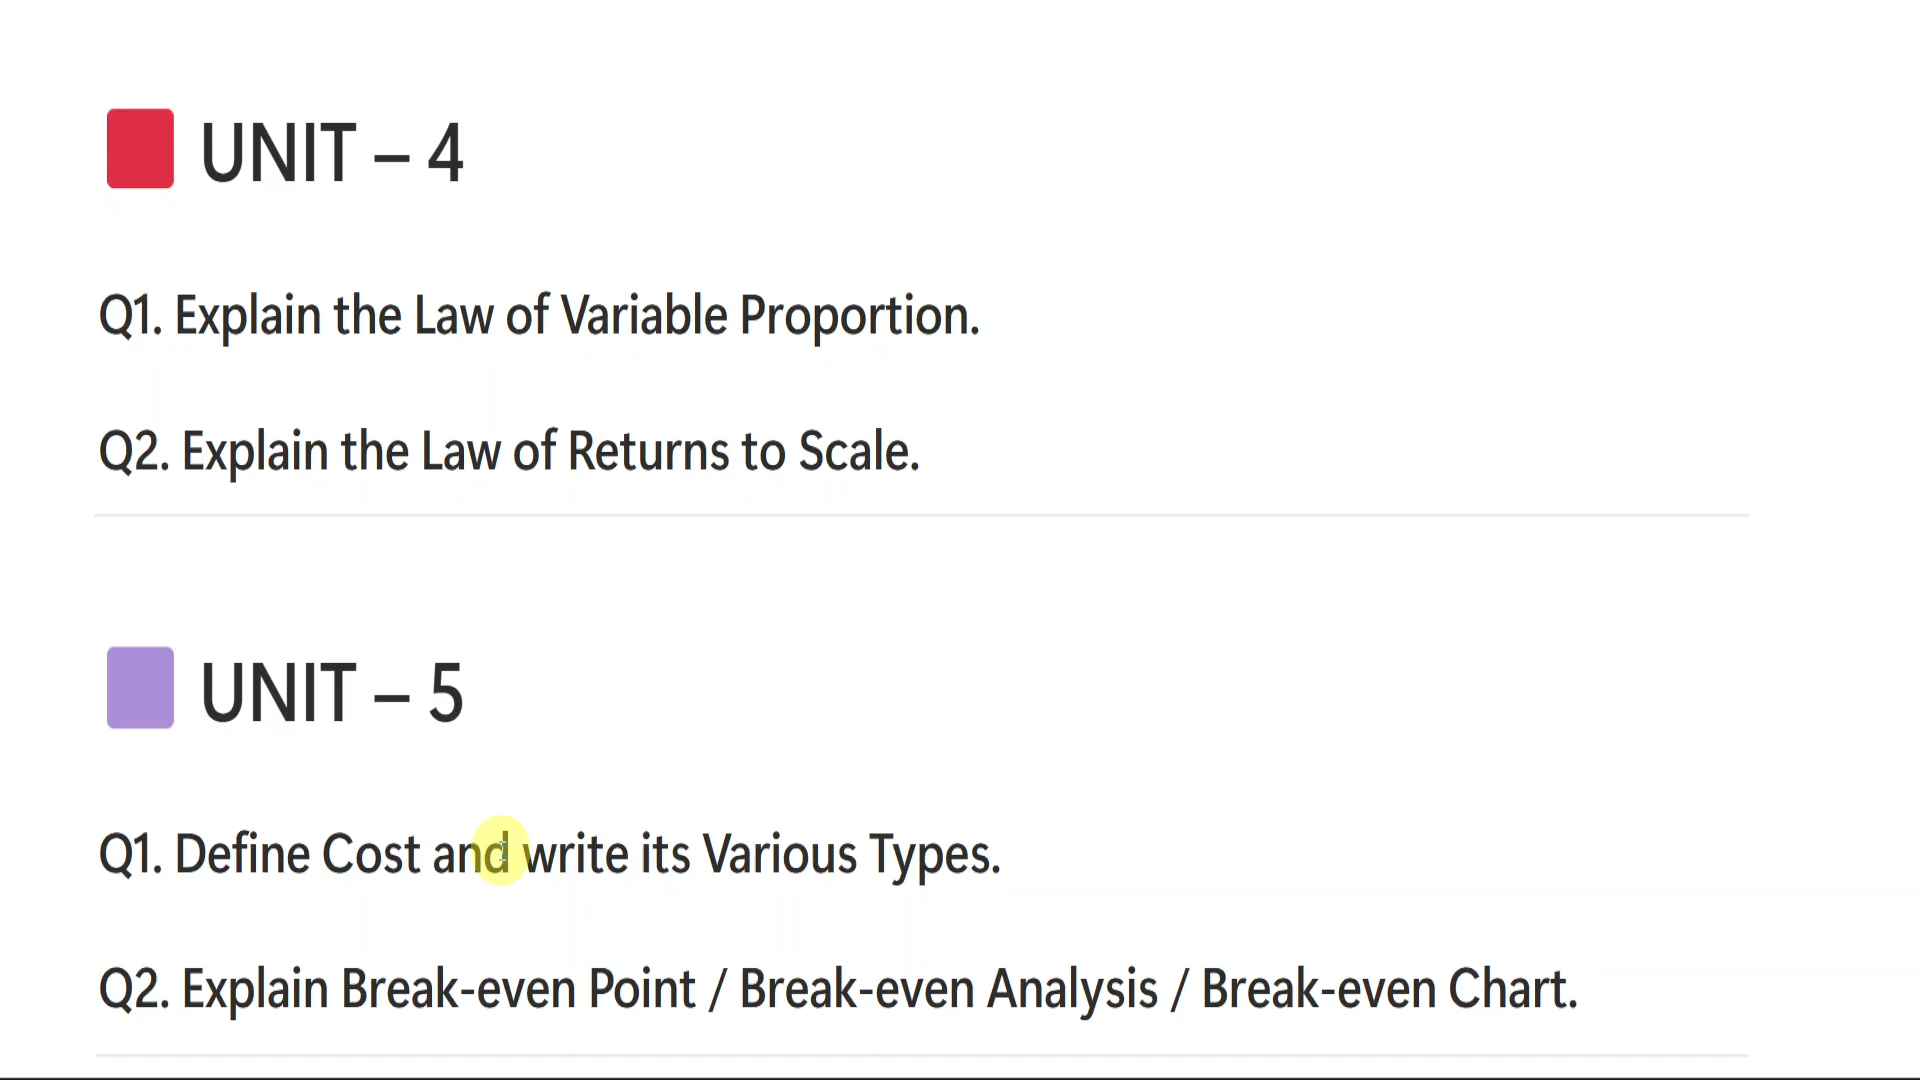 UNIT – 4
Q1. Explain the Law of Variable Proportion.
Q2. Explain the Law of Returns to Scale.
UNIT – 5
Q1. Define Cost and write its Various Types.
Q2. Explain Break-even Point / Break-even Analysis / Break-even Chart.